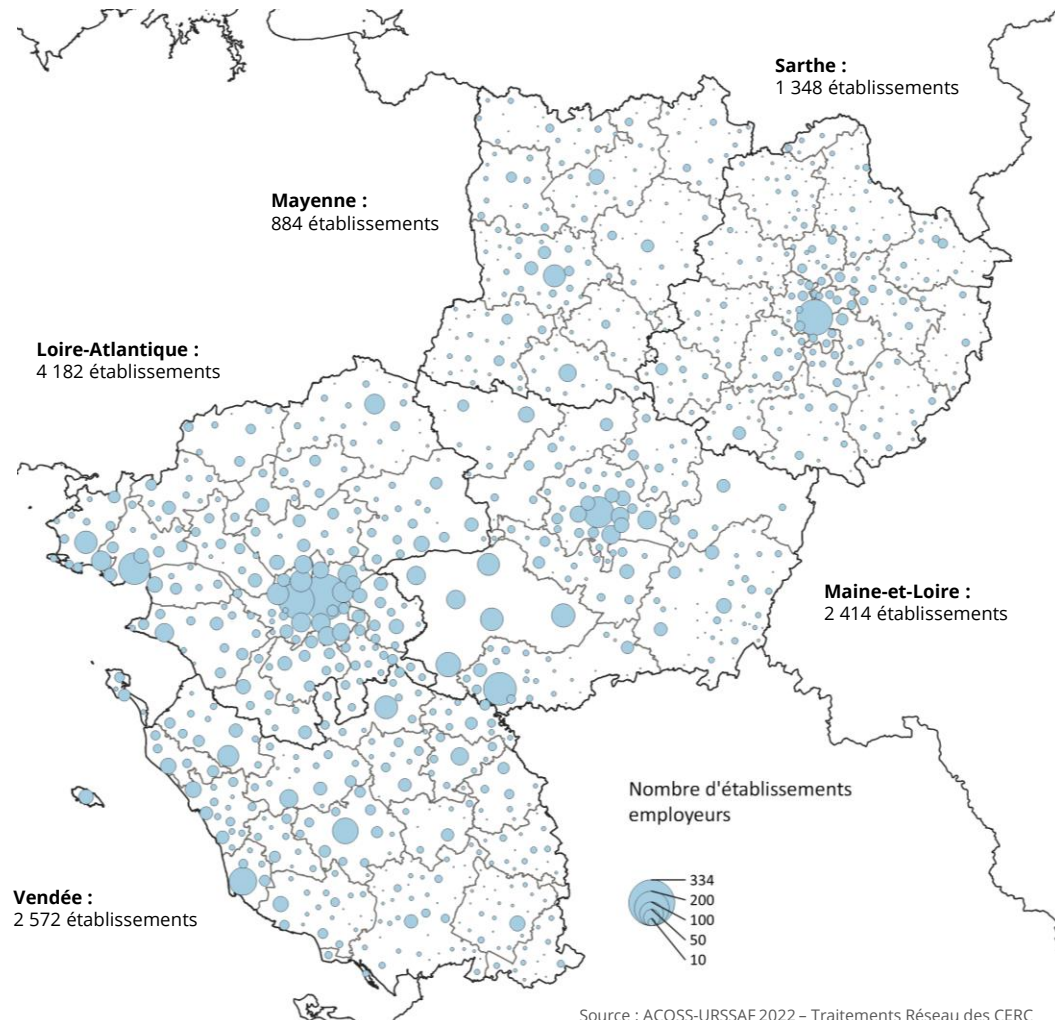 Sarthe :
1 348 établissements
Mayenne :
884 établissements
Loire-Atlantique :
4 182 établissements
Maine-et-Loire :
2 414 établissements
Vendée :
2 572 établissements
Nombre d'établissements
employeurs
334
200
100
50
10
Source : ACOSS-URSSAF 2022 – Traitements Réseau des CERC